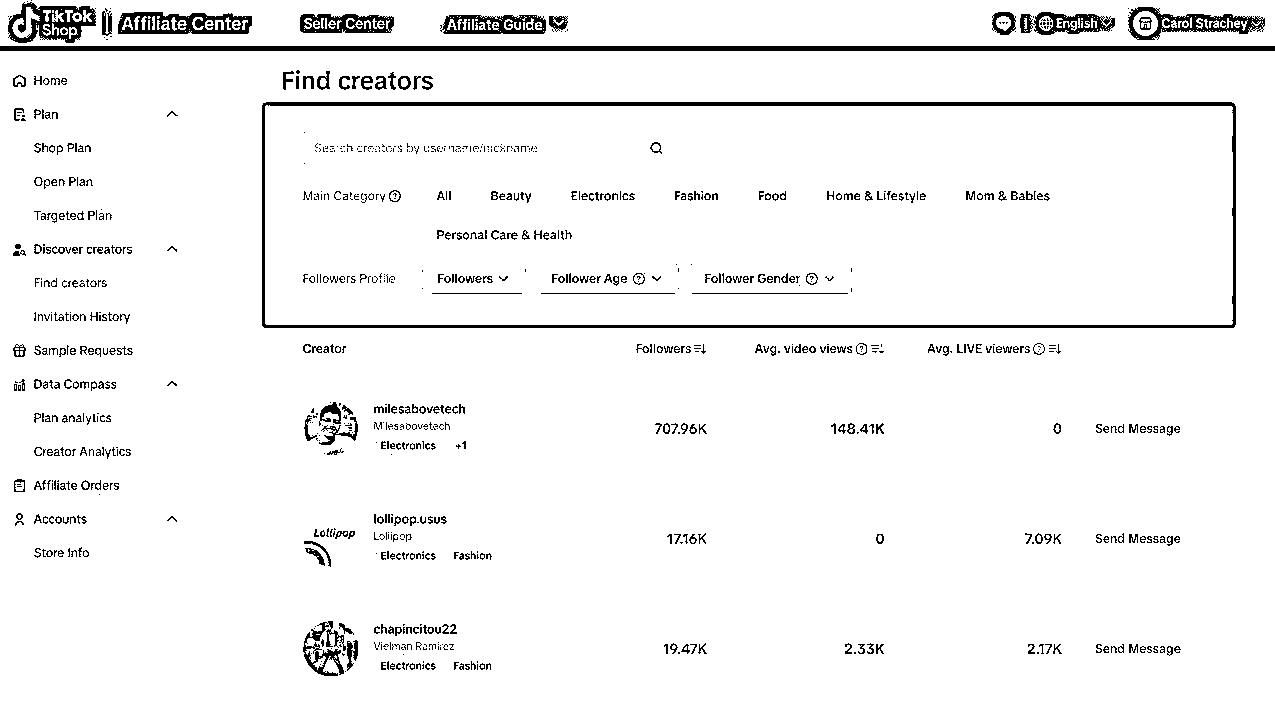 TikTok Shop | Affiliate Center Seller Center Affiliate Guide English Carol Strachey
Home
Plan
Shop Plan
Open Plan
Targeted Plan
Discover creators
Find creators
Invitation History
Sample Requests
Data Compass
Plan analytics
Creator Analytics
Affiliate Orders
Accounts
Store Info
Find creators
Search creators by username/nickname
Main Category All Beauty Electronics Fashion Food Home & Lifestyle Mom & Babies
Personal Care & Health
Followers Profile Followers Follower Age Follower Gender
Creator Followers Avg. video views Avg. LIVE viewers
milesabovetech
Milesabovetech
Electronics +1
707.96K 148.41K 0 Send Message
Lollipop
lollipop.usus
Lollipop
Electronics Fashion
17.16K 0 7.09K Send Message
chapincitou22
Vielman Ramirez
Electronics Fashion
19.47K 2.33K 2.17K Send Message